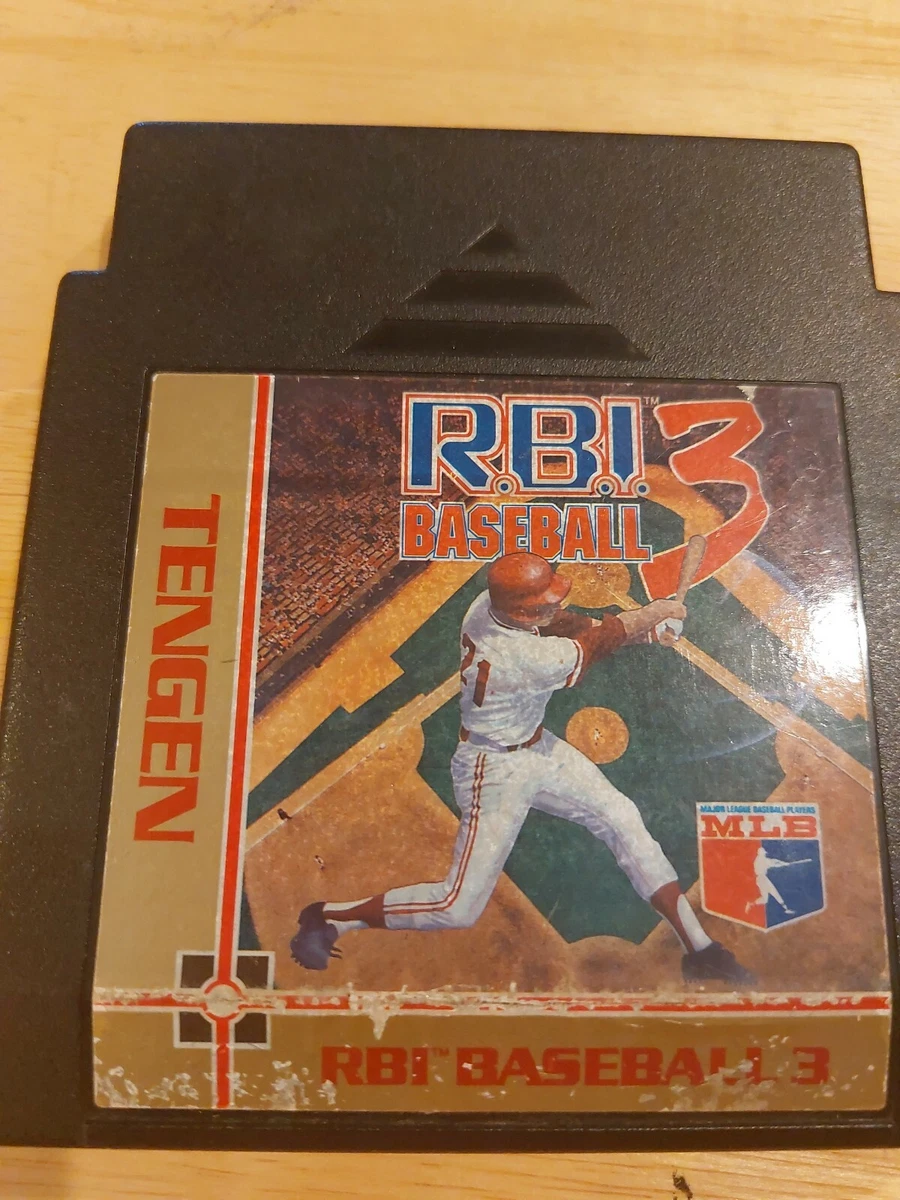 R.B.I.™ 3
BASEBALL
TENGEN
21
MAJOR LEAGUE BASEBALL PLAYERS
MLB
RBI™ BASEBALL 3